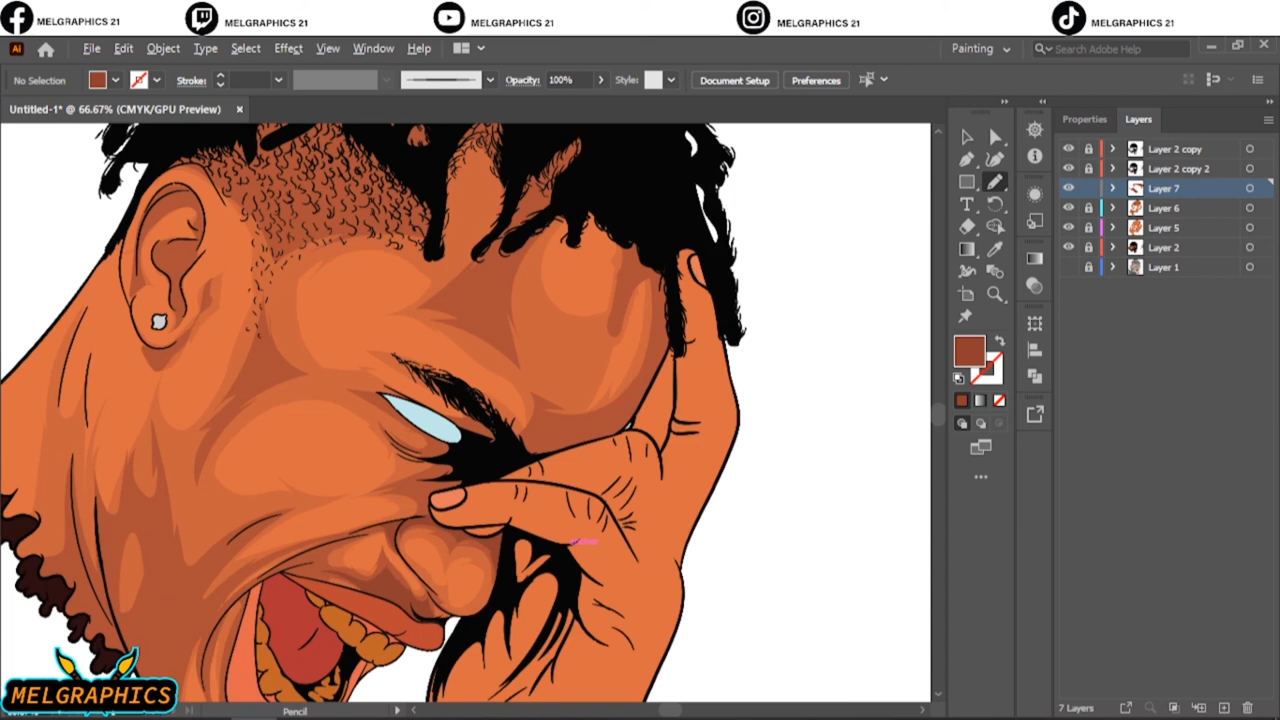 MELGRAPHICS 21 MELGRAPHICS 21 MELGRAPHICS 21 MELGRAPHICS 21 MELGRAPHICS 21
Ai File Edit Object Type Select Effect View Window Help Painting Search Adobe Help
No Selection Stroke: Opacity: 100% Style: Document Setup Preferences
Untitled-1* @ 66.67% (CMYK/GPU Preview)
Properties Layers
Layer 2 copy
Layer 2 copy 2
Layer 7
Layer 6
Layer 5
Layer 2
Layer 1
MELGRAPHICS
Pencil
7 Layers